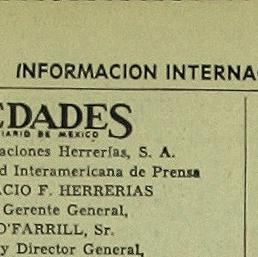 INFORMACION INTERNA
EDADES
DIARIO DE MEXICO
aciones Herrerías, S. A.
d Interamericana de Prensa
ACIO F. HERRERIAS
Gerente General,
O'FARRILL, Sr.
y Director General,